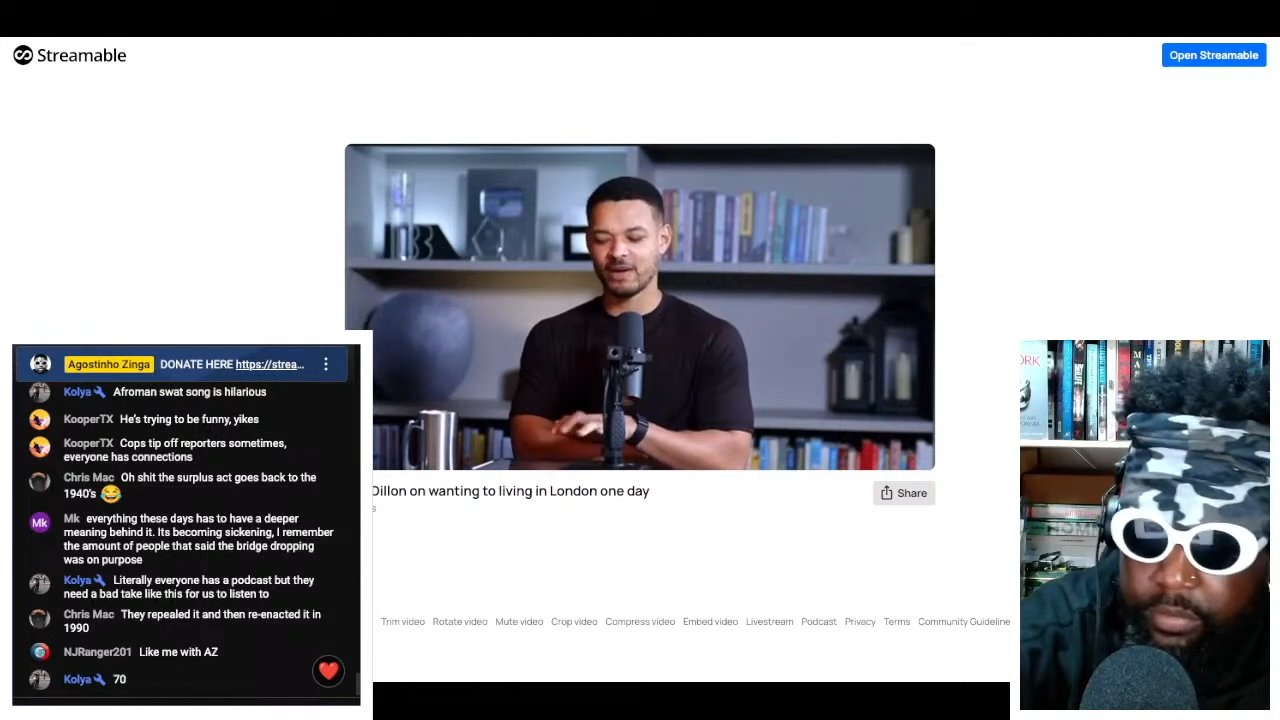 Streamable
Open Streamable
Dillon on wanting to living in London one day
s
Share
Agostinho Zinga DONATE HERE https://strea...
Kolya Afroman swat song is hilarious
KooperTX He's trying to be funny, yikes
KooperTX Cops tip off reporters sometimes,
everyone has connections
Chris Mac Oh shit the surplus act goes back to the
1940's 😂
Mk Mk everything these days has to have a deeper
meaning behind it. Its becoming sickening, I remember
the amount of people that said the bridge dropping
was on purpose
Kolya Literally everyone has a podcast but they
need a bad take like this for us to listen to
Chris Mac They repealed it and then re-enacted it in
1990
NJRanger201 Like me with AZ
Kolya 70
Trim video Rotate video Mute video Crop video Compress video Embed video Livestream Podcast Privacy Terms Community Guideline